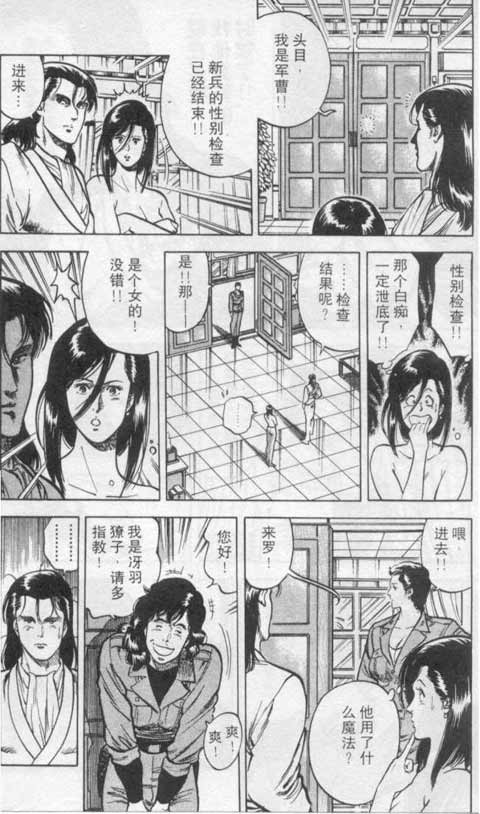 头目，
我是军曹!!
新兵的性别检查
已经结束!!
进来…
性别检查!!
那个白痴，
一定泄底了!!
……检查
结果呢？
是!!那——
………
是个女的！
没错!!
喂，
进去!!
来罗！
他用了什
么魔法？
您好！
我是冴羽
獠子，请多
指教！
爽！
爽！
………
………